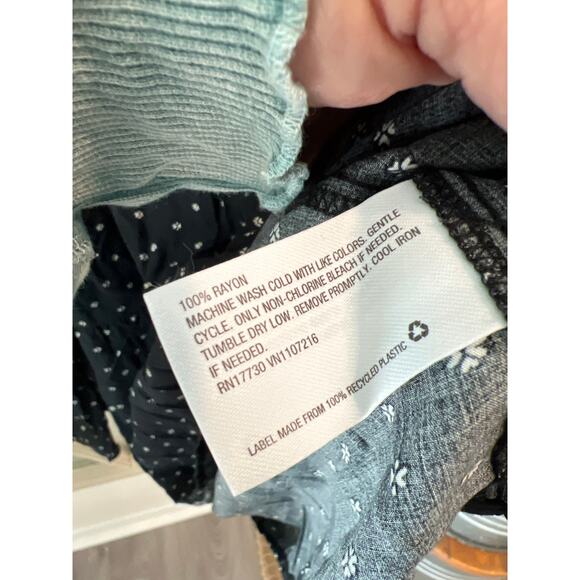 100% RAYON
MACHINE WASH COLD WITH LIKE COLORS. GENTLE
CYCLE. ONLY NON-CHLORINE BLEACH IF NEEDED.
TUMBLE DRY LOW. REMOVE PROMPTLY. COOL IRON
IF NEEDED.
RN17730 VN1107216
LABEL MADE FROM 100% RECYCLED PLASTIC